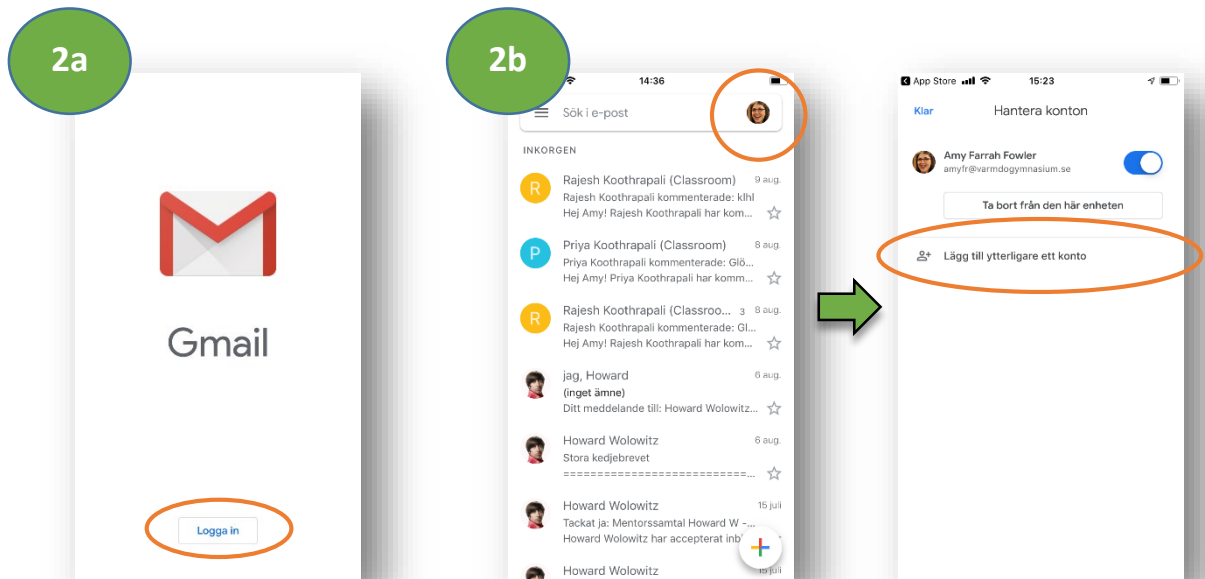 2a
2b
Gmail
Logga in
14:36
Sök i e-post
INKORGEN
R
Rajesh Koothrapali (Classroom) 9 aug.
Rajesh Koothrapali kommenterade: klhl
Hej Amy! Rajesh Koothrapali har kom...
P
Priya Koothrapali (Classroom) 8 aug.
Priya Koothrapali kommenterade: Glö...
Hej Amy! Priya Koothrapali har komm...
R
Rajesh Koothrapali (Classroo... 3 8 aug.
Rajesh Koothrapali kommenterade: Gl...
Hej Amy! Rajesh Koothrapali har kom...
jag, Howard 6 aug.
(inget ämne)
Ditt meddelande till: Howard Wolowitz...
Howard Wolowitz 6 aug.
Stora kedjebrevet
===========================...
Howard Wolowitz 15 juli
Tackat ja: Mentorssamtal Howard W -...
Howard Wolowitz har accepterat
Howard Wolowitz 15 juli
App Store 15:23
Klar Hantera konton
Amy Farrah Fowler
amyfr@varmdogymnasium.se
Ta bort från den här enheten
Lägg till ytterligare ett konto